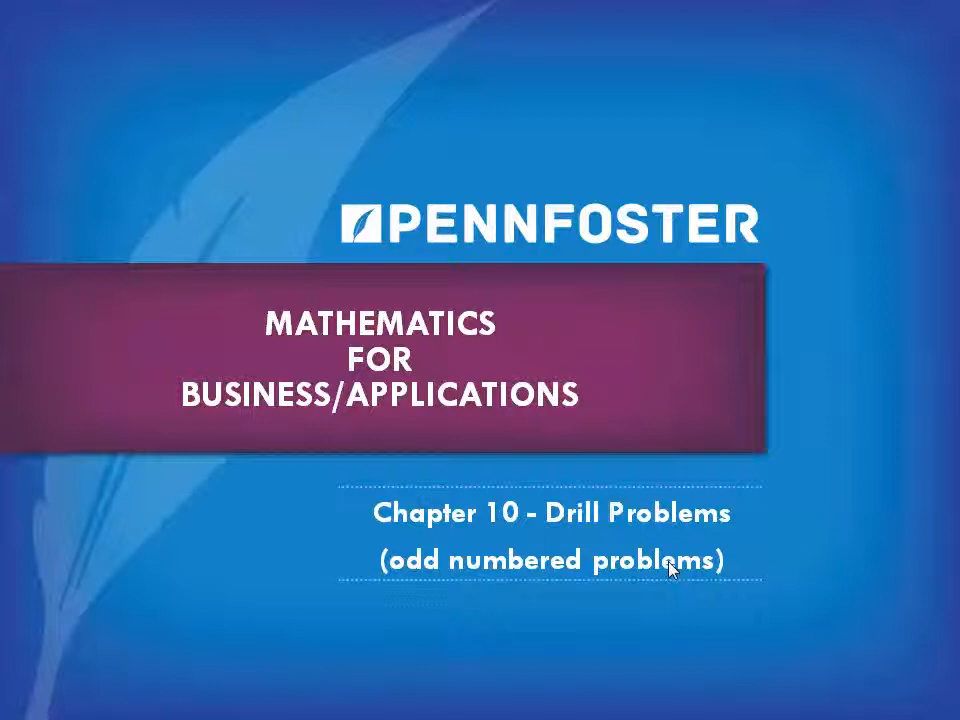 PENNFOSTER
MATHEMATICS
FOR
BUSINESS/APPLICATIONS
Chapter 10 - Drill Problems
(odd numbered problems)